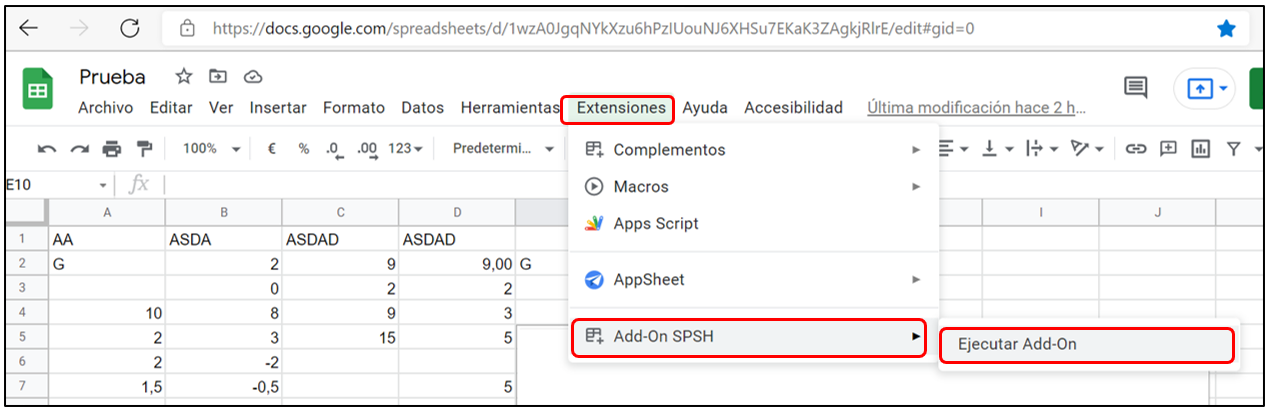 https://docs.google.com/spreadsheets/d/1wzA0JgqNYkXzu6hPzIUouNJ6XHSu7EKaK3ZAgkjRlrE/edit#gid=0
Prueba
Archivo Editar Ver Insertar Formato Datos Herramientas Extensiones Ayuda Accesibilidad Última modificación hace 2 h…
100% € % .0 .00 123 Predetermi...
E10 fx
A B C D I J
1 AA ASDA ASDAD ASDAD
2 G 2 9 9,00 G
3 0 2 2
4 10 8 9 3
5 2 3 15 5
6 2 -2
7 1,5 -0,5 5
Complementos
Macros
Apps Script
AppSheet
Add-On SPSH
Ejecutar Add-On